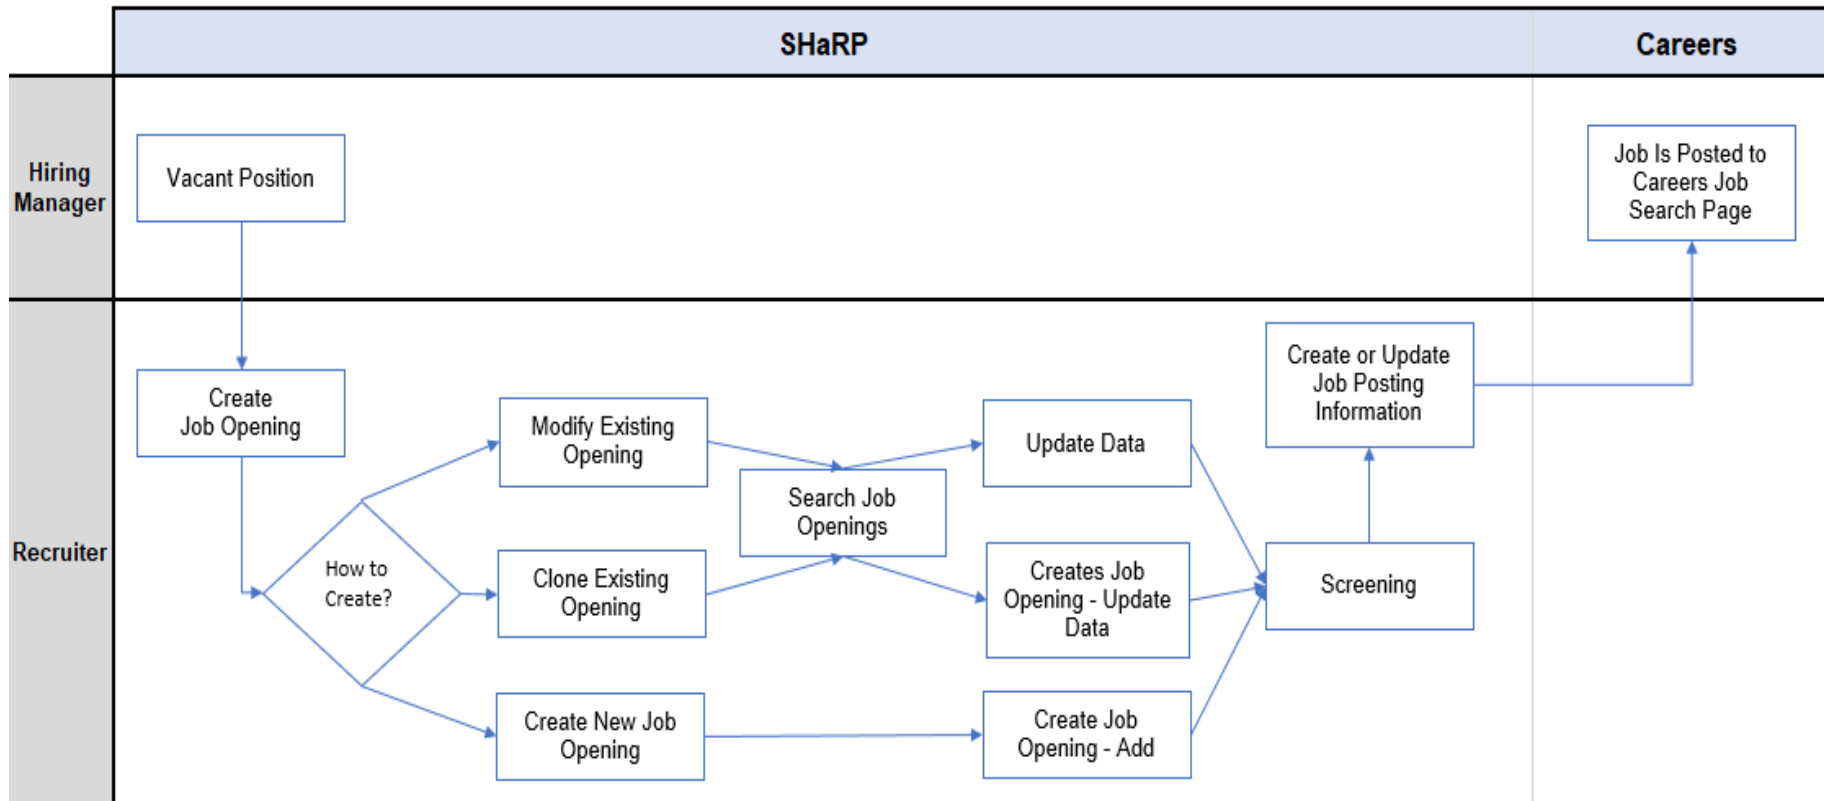 SHaRP
Careers
Hiring
Manager
Vacant Position
Job Is Posted to
Careers Job
Search Page
Recruiter
Create
Job Opening
How to
Create?
Modify Existing
Opening
Clone Existing
Opening
Create New Job
Opening
Search Job
Openings
Update Data
Creates Job
Opening - Update
Data
Create Job
Opening - Add
Screening
Create or Update
Job Posting
Information